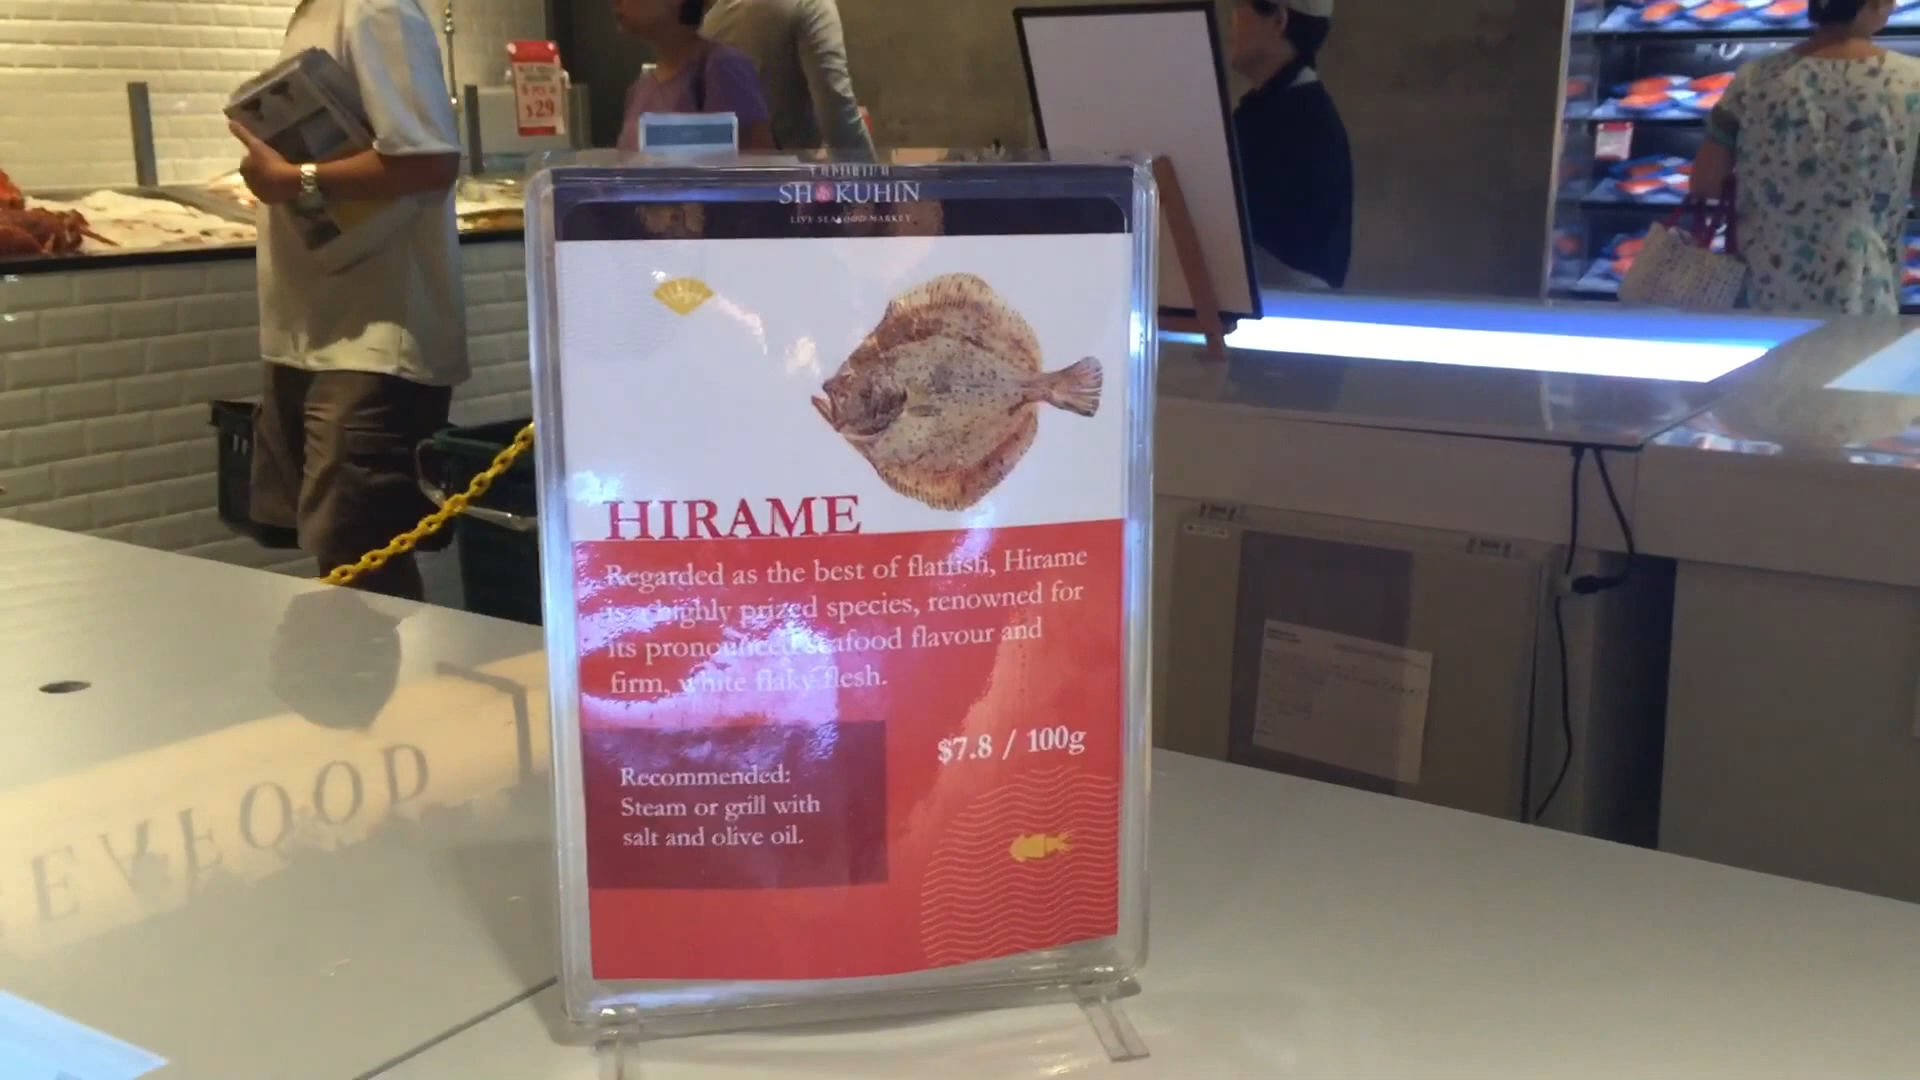 EMPORIUM
SHOKUHIN
LIVE SEAFOOD MARKET
HIRAME
Regarded as the best of flatfish, Hirame
is a highly prized species, renowned for
its pronounced seafood flavour and
firm, white flaky flesh.
$7.8 / 100g
Recommended:
Steam or grill with
salt and olive oil.
$29